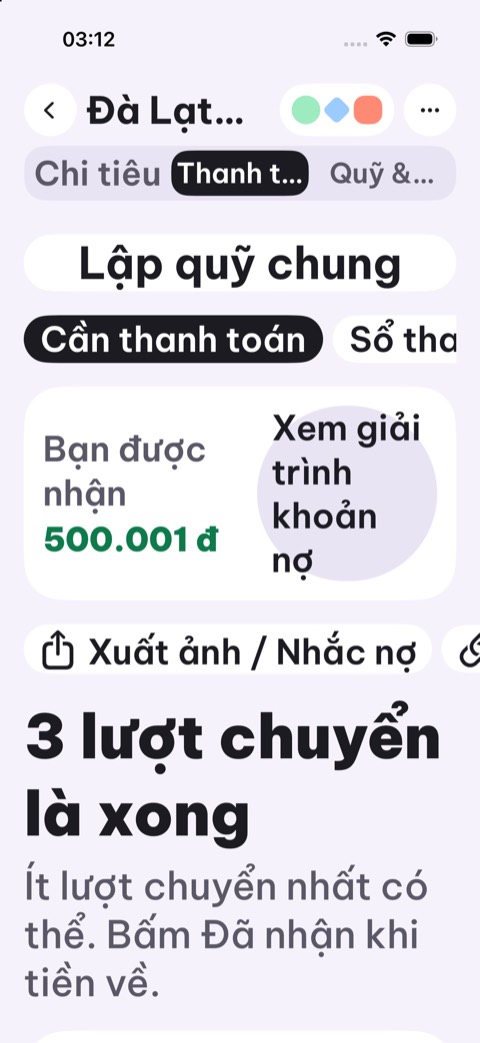 03:12
Đà Lạt...
Chi tiêu Thanh t... Quỹ &...
Lập quỹ chung
Cần thanh toán Sổ tha
Bạn được
nhận
500.001 đ
Xem giải
trình
khoản
nợ
Xuất ảnh / Nhắc nợ
3 lượt chuyển
là xong
Ít lượt chuyển nhất có
thể. Bấm Đã nhận khi
tiền về.